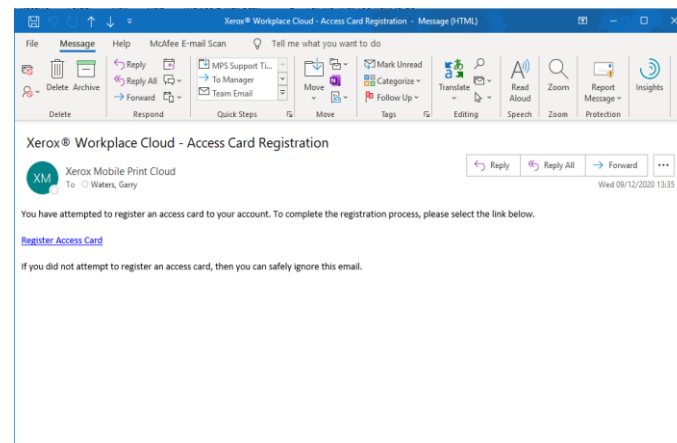 Xerox® Workplace Cloud - Access Card Registration - Message (HTML)
File Message Help McAfee E-mail Scan Tell me what you want to do
Delete Archive
Reply
Reply All
Forward
MPS Support Ti...
To Manager
Team Email
Move
Mark Unread
Categorize
Follow Up
Translate
Read Aloud
Zoom
Report Message
Insights
Delete Respond Quick Steps Move Tags Editing Speech Zoom Protection
Xerox® Workplace Cloud - Access Card Registration
XM
Xerox Mobile Print Cloud
To Waters, Garry
Reply Reply All Forward
Wed 09/12/2020 13:35
You have attempted to register an access card to your account. To complete the registration process, please select the link below.
Register Access Card
If you did not attempt to register an access card, then you can safely ignore this email.